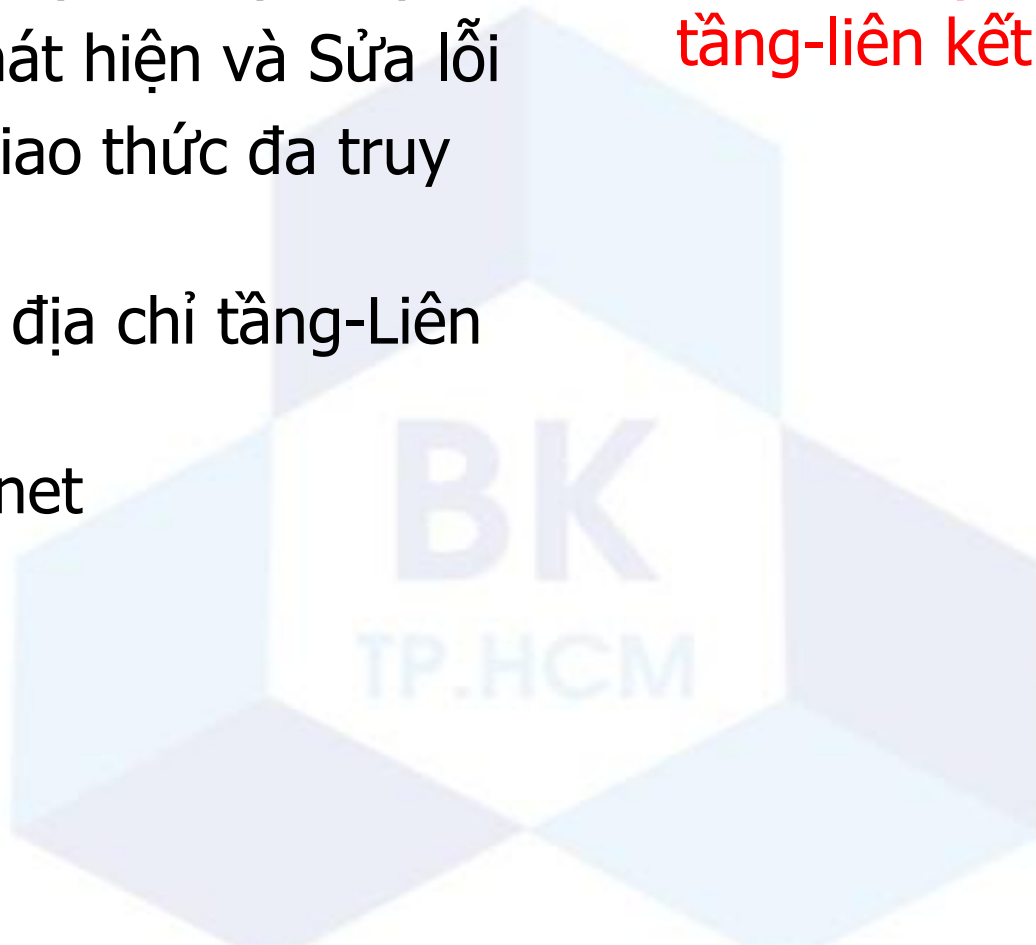 át hiện và Sửa lỗi
tầng-liên kết
iao thức đa truy
địa chỉ tầng-Liên
net
BK
TP.HCM